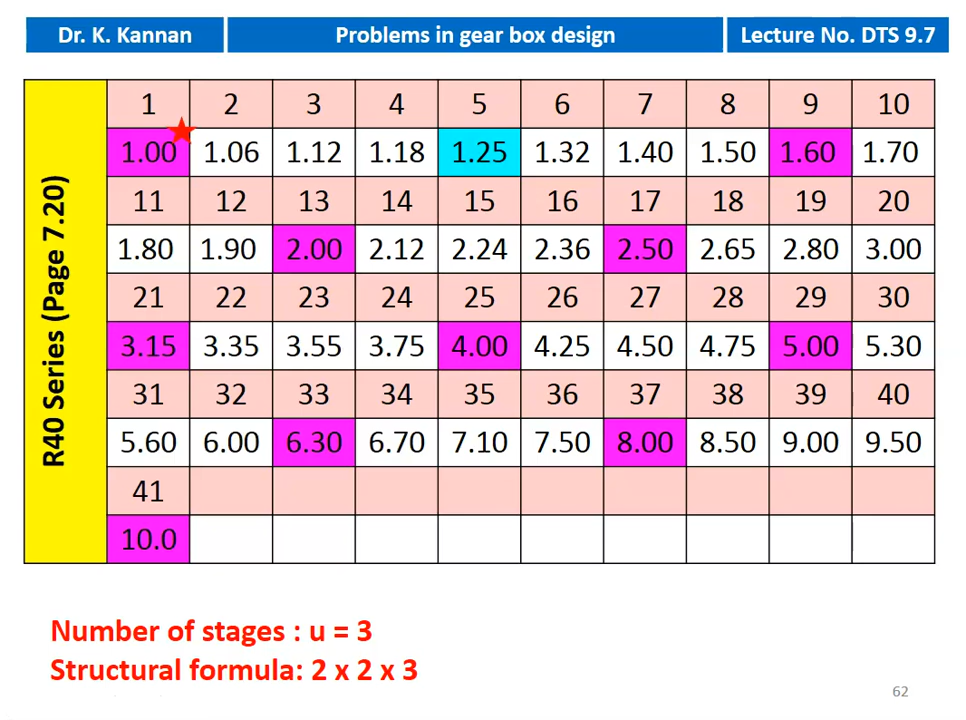 Dr. K. Kannan Problems in gear box design Lecture No. DTS 9.7
R40 Series (Page 7.20)
1 2 3 4 5 6 7 8 9 10
1.00 1.06 1.12 1.18 1.25 1.32 1.40 1.50 1.60 1.70
11 12 13 14 15 16 17 18 19 20
1.80 1.90 2.00 2.12 2.24 2.36 2.50 2.65 2.80 3.00
21 22 23 24 25 26 27 28 29 30
3.15 3.35 3.55 3.75 4.00 4.25 4.50 4.75 5.00 5.30
31 32 33 34 35 36 37 38 39 40
5.60 6.00 6.30 6.70 7.10 7.50 8.00 8.50 9.00 9.50
41
10.0
Number of stages : u = 3
Structural formula: 2 x 2 x 3
62